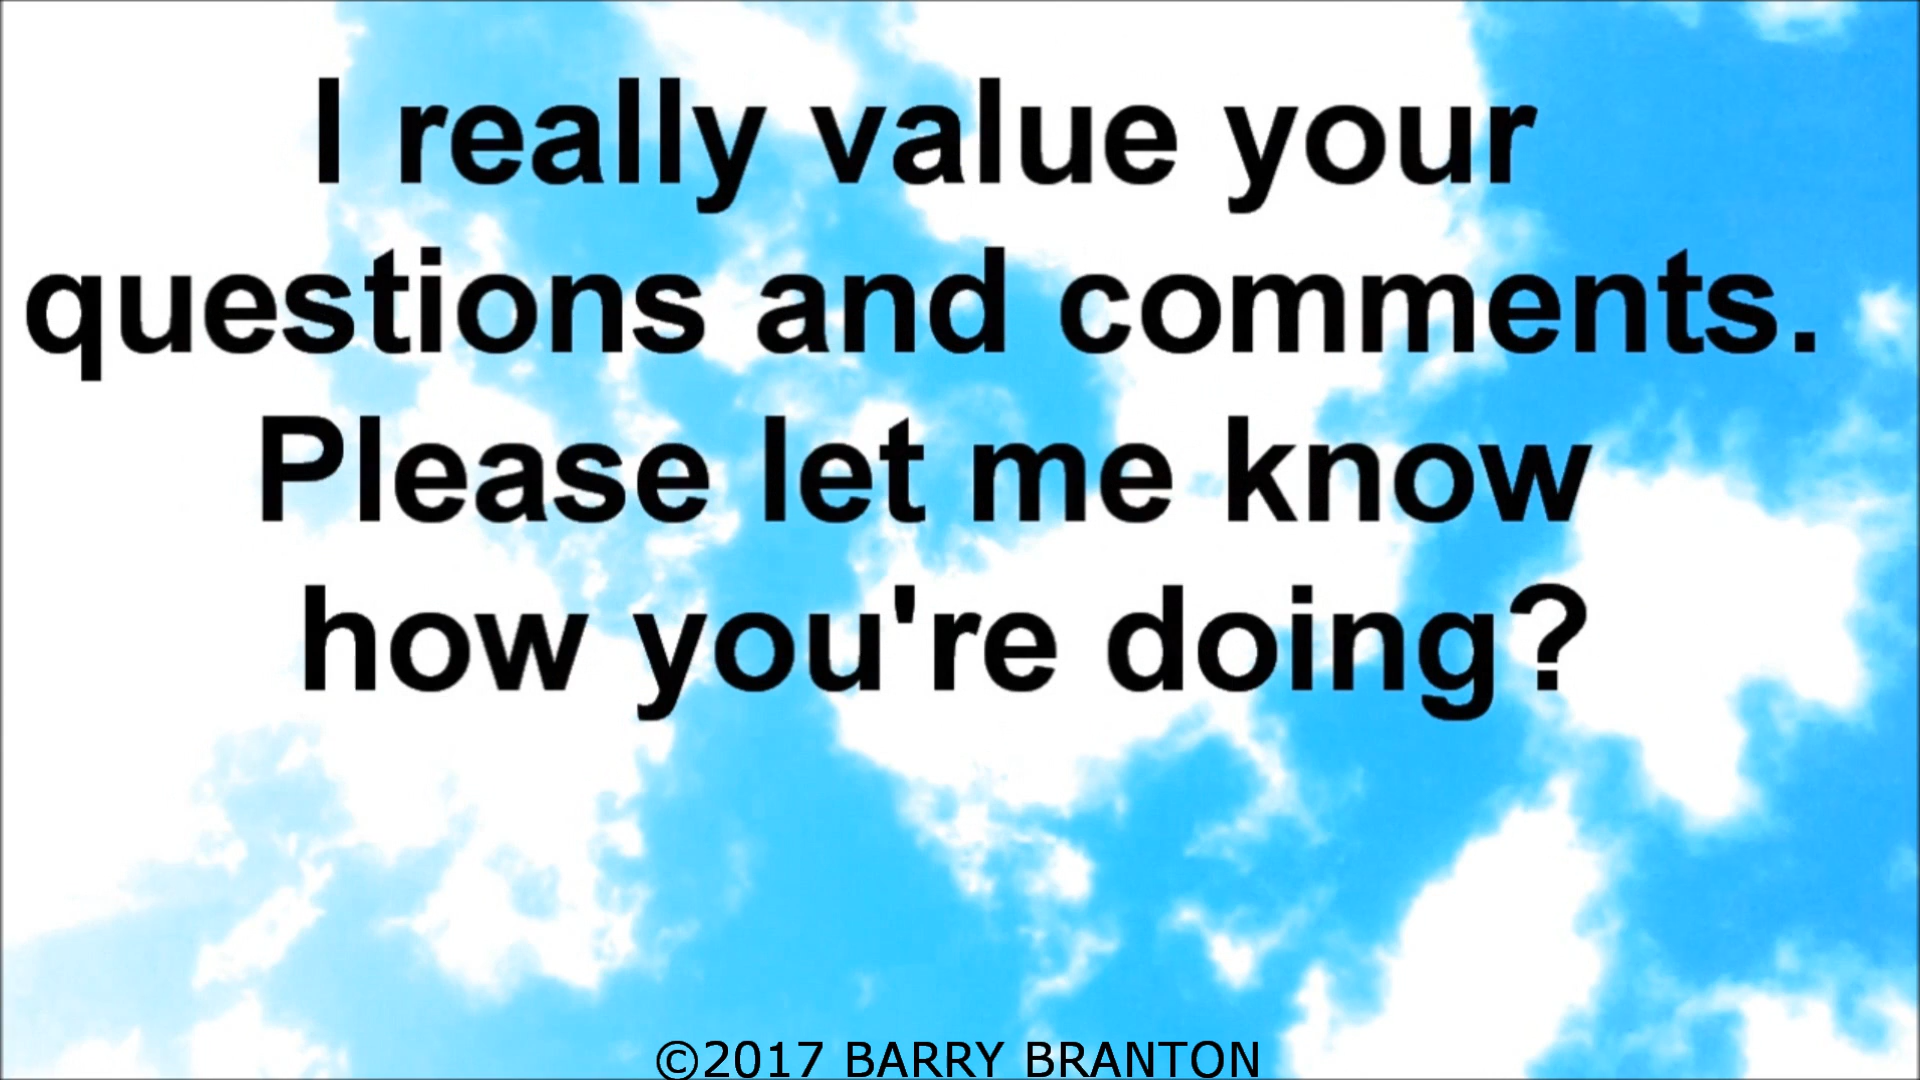 I really value your
questions and comments.
Please let me know
how you're doing?
©2017 BARRY BRANTON